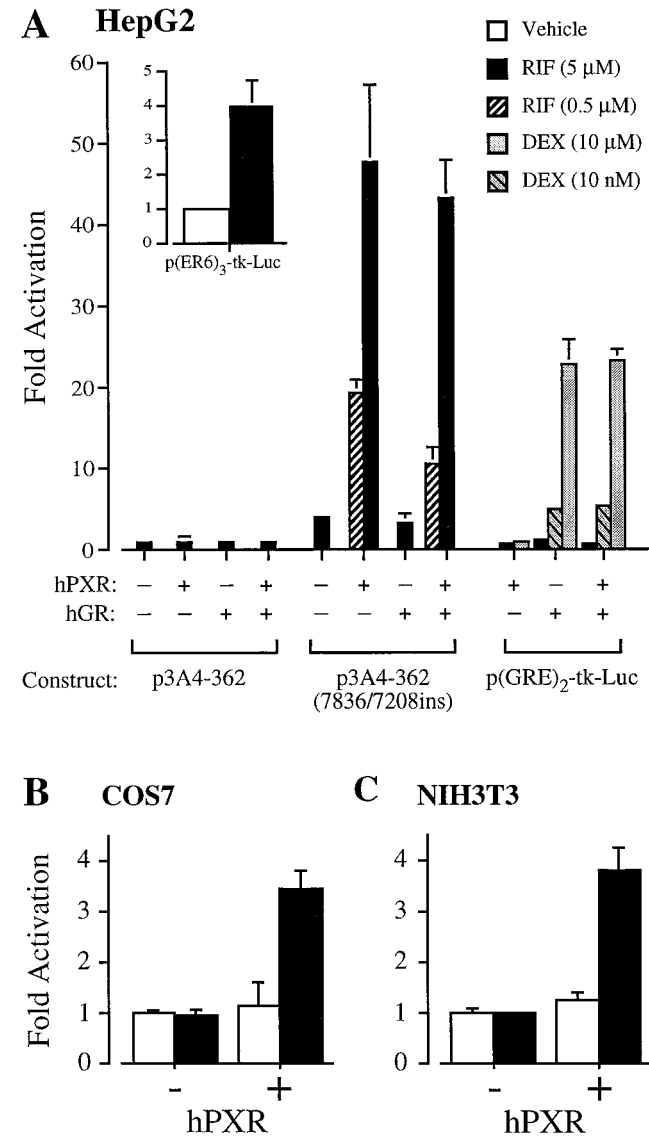 A HepG2
Vehicle
RIF (5 µM)
RIF (0.5 µM)
DEX (10 µM)
DEX (10 nM)
Fold Activation
60
50
40
30
20
10
0
5
4
3
2
1
0
p(ER6)3-tk-Luc
hPXR: – + – + – + – + + – +
hGR: – – + + – – + + – + +
Construct: p3A4-362 p3A4-362 p(GRE)2-tk-Luc
(7836/7208ins)
B COS7
Fold Activation
4
3
2
1
0
- +
hPXR
C NIH3T3
4
3
2
1
0
- +
hPXR